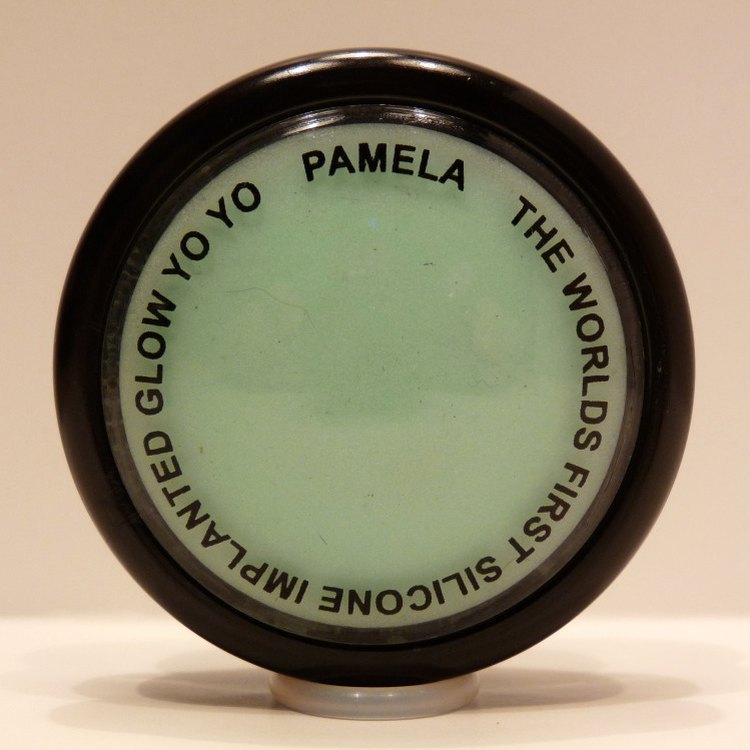 PAMELA
THE WORLDS FIRST SILICONE IMPLANTED GLOW YO YO